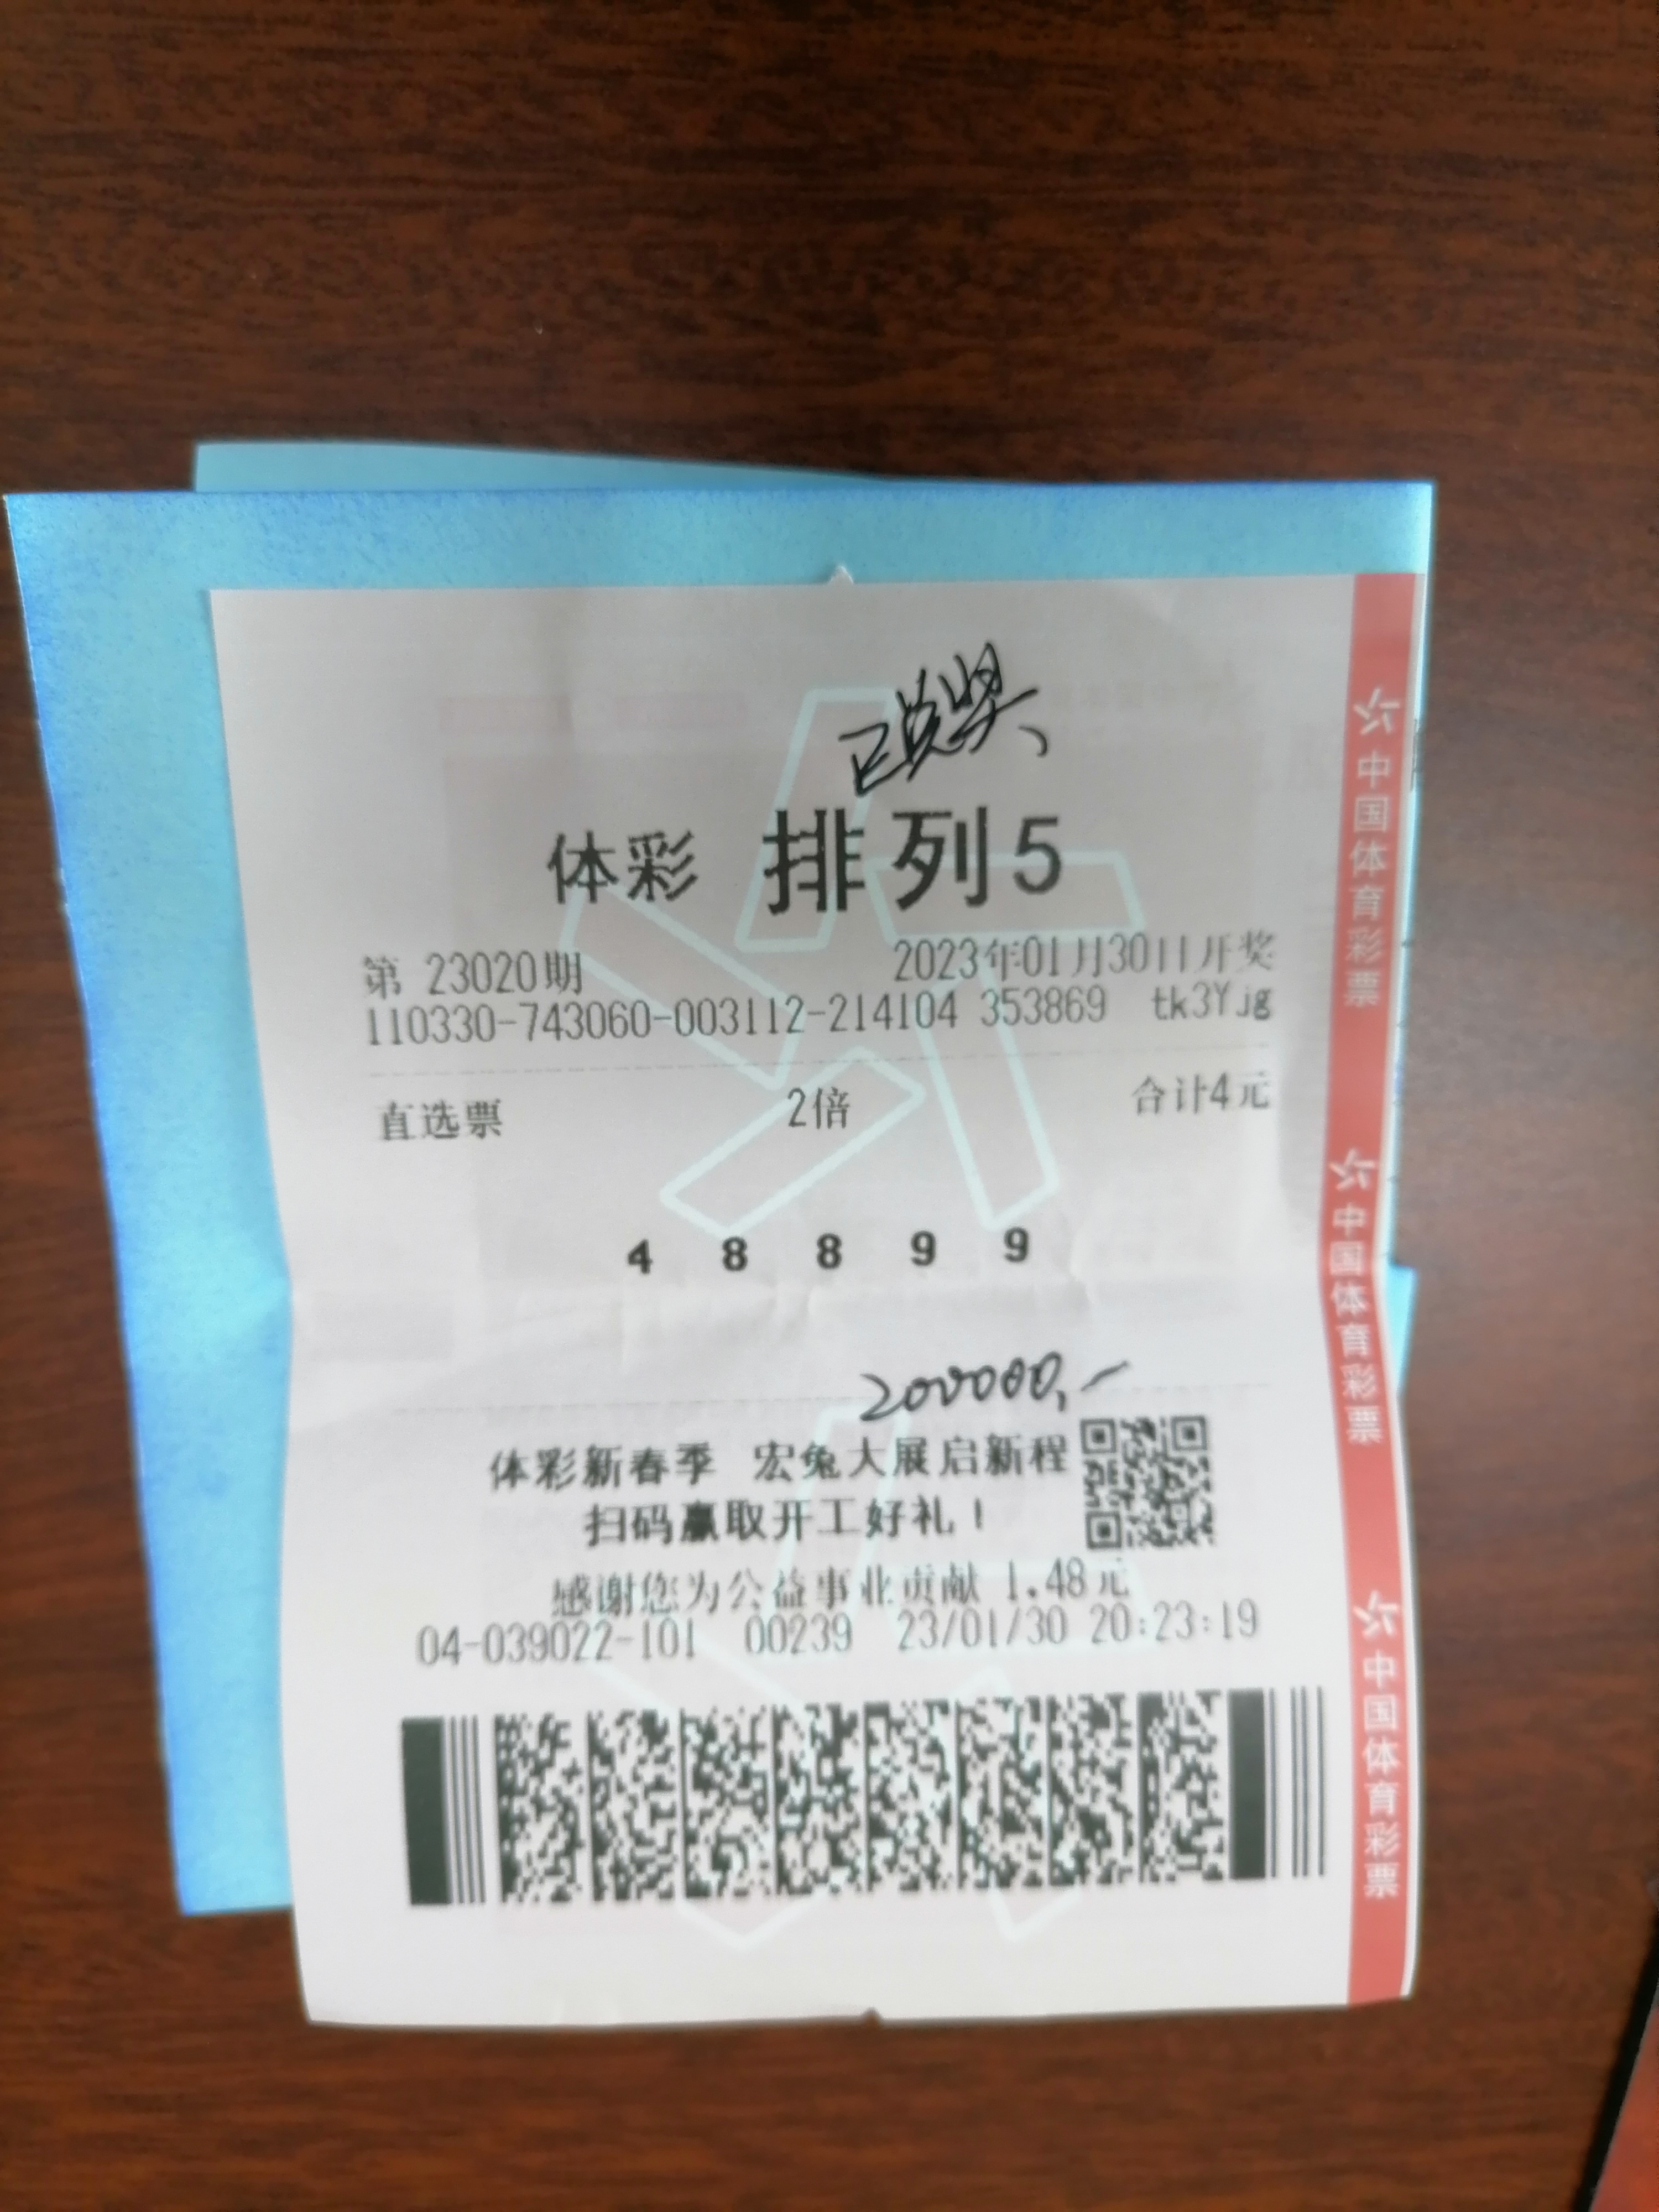 已兑奖、
体彩 排列5
第 23020期 2023年01月30日开奖
110330-743060-003112-214104 353869 tk3Yjg
直选票 2倍 合计4元
4 8 8 9 9
200000,-
体彩新春季 宏兔大展启新程
扫码赢取开工好礼！
感谢您为公益事业贡献 1.48元
04-039022-101 00239 23/01/30 20:23:19
中国体育彩票
中国体育彩票
中国体育彩票